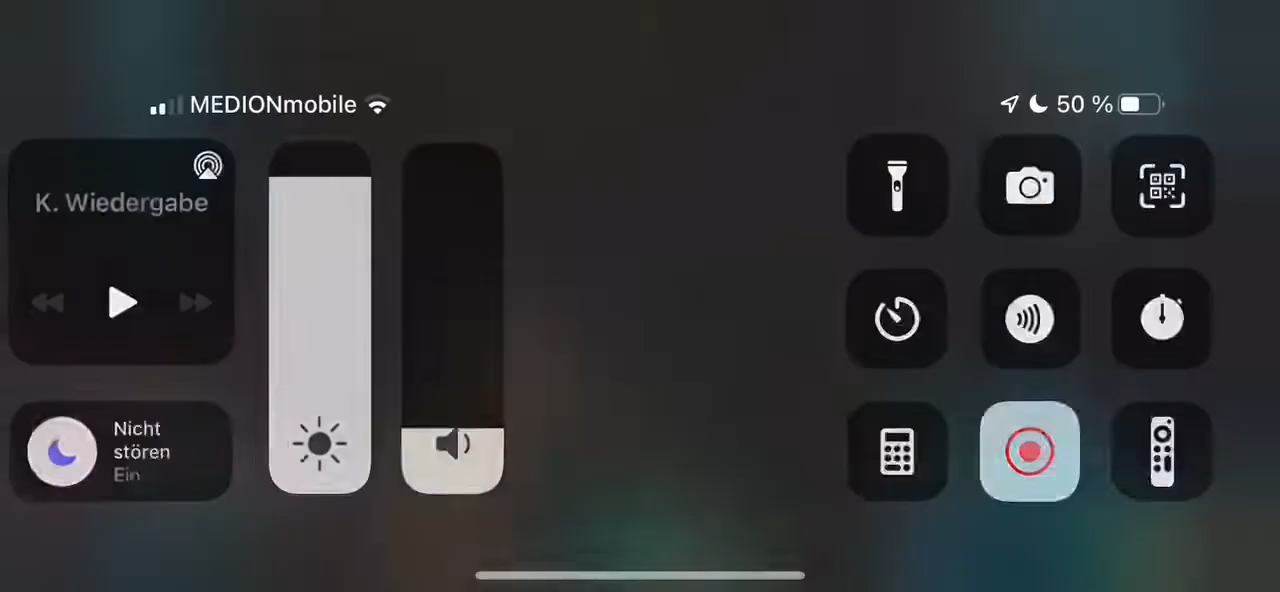 MEDIONmobile
50 %
K. Wiedergabe
Nicht
stören
Ein